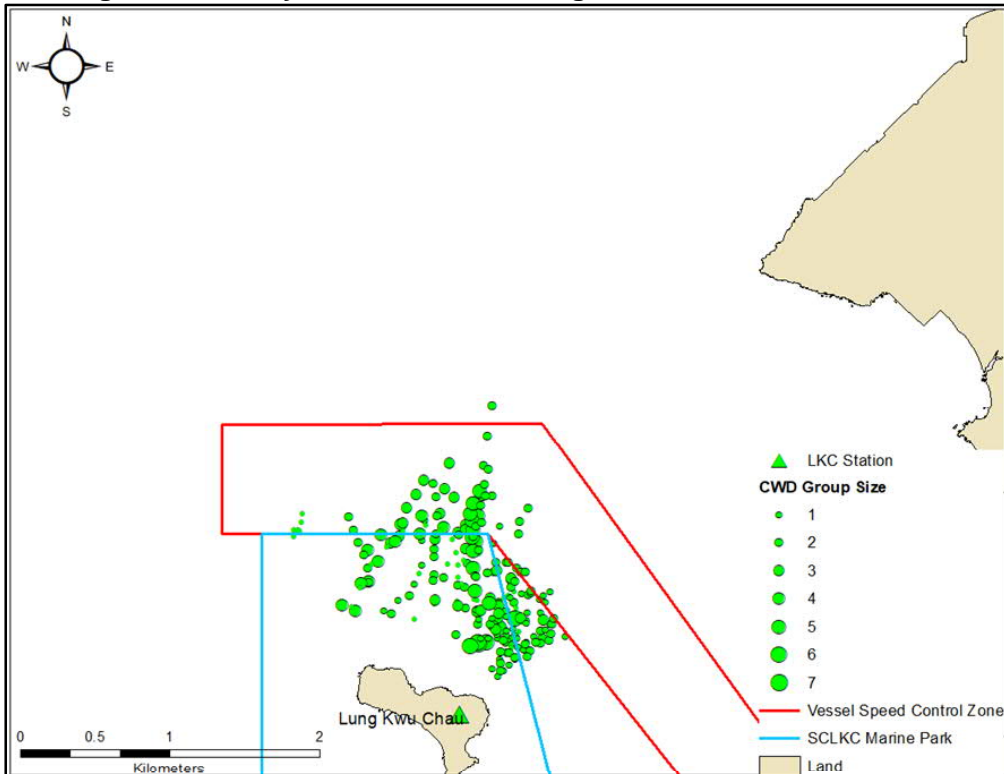 N
W E
S
LKC Station
CWD Group Size
1
2
3
4
5
6
7
Vessel Speed Control Zone
SCLKC Marine Park
Land
Lung Kwu Chau
0 0.5 1 2
Kilometers